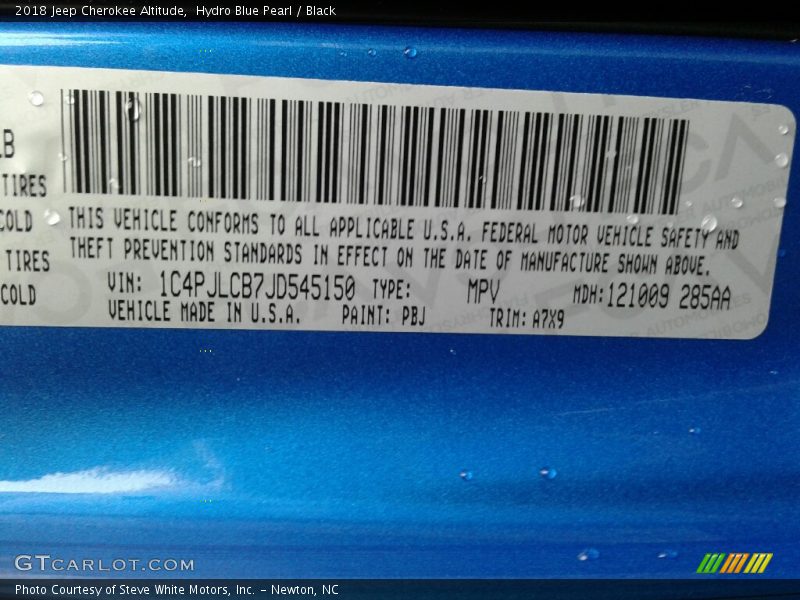 2018 Jeep Cherokee Altitude,  Hydro Blue Pearl / Black
LB
TIRES
COLD
TIRES
COLD
THIS VEHICLE CONFORMS TO ALL APPLICABLE U.S.A. FEDERAL MOTOR VEHICLE SAFETY AND
THEFT PREVENTION STANDARDS IN EFFECT ON THE DATE OF MANUFACTURE SHOWN ABOVE.
VIN: 1C4PJLCB7JD545150 TYPE: MPV MDH:121009 285AA
VEHICLE MADE IN U.S.A. PAINT: PBJ TRIM: A7X9
GTCARLOT.COM
Photo Courtesy of Steve White Motors, Inc. – Newton, NC